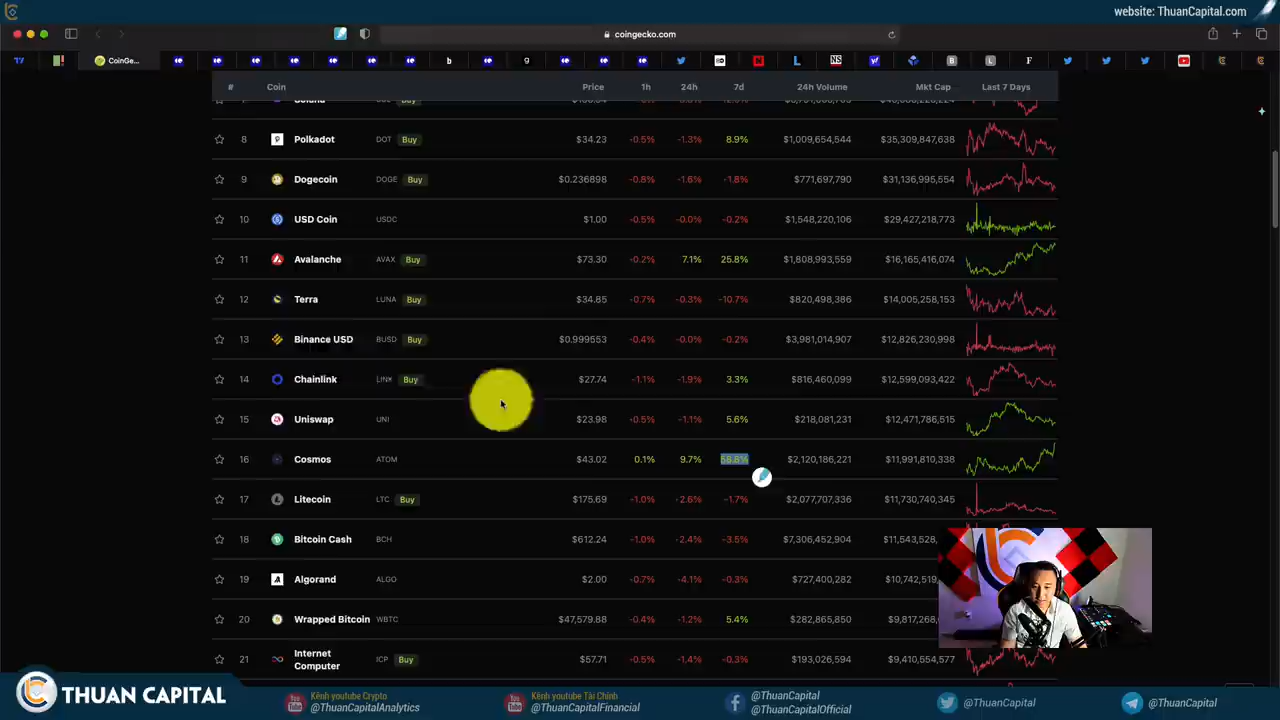 website: ThuanCapital.com
coingecko.com
CoinGe...
# Coin Price 1h 24h 7d 24h Volume Mkt Cap Last 7 Days
8 Polkadot DOT Buy $34.23 -0.5% -1.3% 8.9% $1,009,654,544 $35,309,847,638
9 Dogecoin DOGE Buy $0.236898 -0.8% -1.6% -1.8% $771,697,790 $31,136,995,554
10 USD Coin USDC $1.00 -0.5% -0.0% -0.2% $1,548,220,106 $29,427,218,773
11 Avalanche AVAX Buy $73.30 -0.2% 7.1% 25.8% $1,808,993,559 $16,165,416,074
12 Terra LUNA Buy $34.85 -0.7% -0.3% -10.7% $820,498,386 $14,005,258,153
13 Binance USD BUSD Buy $0.999553 -0.4% -0.0% -0.2% $3,981,014,907 $12,826,230,998
14 Chainlink LINK Buy $27.74 -1.1% -1.9% 3.3% $816,460,099 $12,599,093,422
15 Uniswap UNI $23.98 -0.5% -1.1% 5.6% $218,081,231 $12,471,786,515
16 Cosmos ATOM $43.02 0.1% 9.7% 58.8% $2,120,186,221 $11,991,810,338
17 Litecoin LTC Buy $175.69 -1.0% -2.6% -1.7% $2,077,707,336 $11,730,740,345
18 Bitcoin Cash BCH $612.24 -1.0% -2.4% -3.5% $7,306,452,904 $11,543,528,
19 Algorand ALGO $2.00 -0.7% -4.1% -0.3% $727,400,282 $10,742,519,
20 Wrapped Bitcoin WBTC $47,579.88 -0.4% -1.2% 5.4% $282,865,850 $9,817,268,
21 Internet Computer ICP Buy $57.71 -0.5% -1.4% -0.3% $193,026,594 $9,410,554,577
THUAN CAPITAL
Kênh youtube Crypto
@ThuanCapitalAnalytics
Kênh youtube Tài Chính
@ThuanCapitalFinancial
@ThuanCapital
@ThuanCapitalOfficial
@ThuanCapital
@ThuanCapital